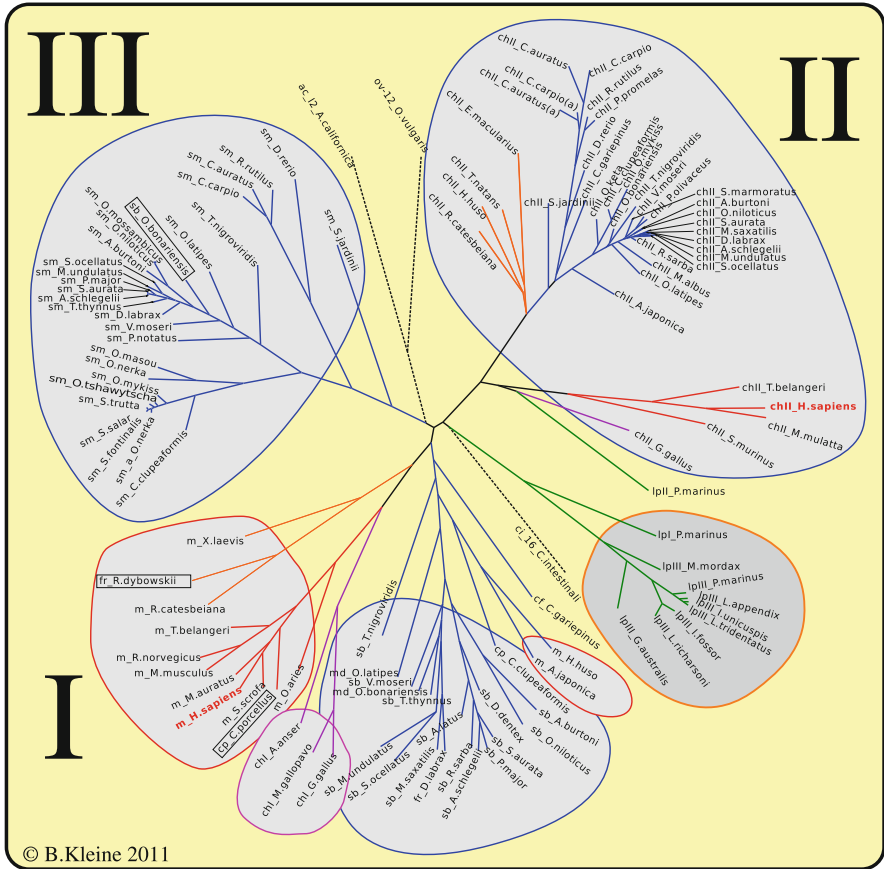 III
II
ac_I2_A.californica
ov-12_O.vulgaris
sm_D.rerio
sm_R.rutilus
sm_C.auratus
sm_C.carpio
sm_S.jardinii
sm_T.nigroviridis
sm_O.latipes
sb_O.bonariensis
sm_O.mossambicus
sm_O.niloticus
sm_A.burtoni
sm_S.ocellatus
sm_M.undulatus
sm_P.major
sm_S.aurata
sm_A.schlegelii
sm_T.thynnus
sm_D.labrax
sm_V.moseri
sm_P.notatus
sm_O.masou
sm_O.nerka
sm_O.mykiss
sm_O.tshawytscha
sm_S.trutta
sm_S.salar
sm_S.fontinalis
sm_a_O.nerka
sm_C.clupeaformis
chII_C.auratus
chII_C.carpio
chII_C.carpio(a)
chII_C.auratus(a)
chII_R.rutilus
chII_P.promelas
chII_E.macularius
chII_T.natans
chII_H.huso
chII_R.catesbeiana
chII_S.jardinii
chII_D.rerio
chII_C.gariepinus
chII_O.keta
chII_C.clupeaformis
chII_O.mykiss
chII_O.bonariensis
chII_T.nigroviridis
chII_V.moseri
chII_P.olivaceus
chII_S.marmoratus
chII_A.burtoni
chII_O.niloticus
chII_S.aurata
chII_M.saxatilis
chII_D.labrax
chII_A.schlegelii
chII_M.undulatus
chII_S.ocellatus
chII_R.sarba
chII_M.albus
chII_O.latipes
chII_A.japonica
chII_T.belangeri
chII_H.sapiens
chII_M.mulatta
chII_S.murinus
chII_G.gallus
lpII_P.marinus
lpI_P.marinus
lpIII_M.mordax
lpIII_P.marinus
lpIII_L.appendix
lpIII_I.unicuspis
lpIII_L.tridentatus
lpIII_I.fossor
lpIII_L.richarsoni
lpIII_G.australis
ci_16_C.intestinali
cf_C.gariepinus
m_H.huso
m_A.japonica
cp_C.clupeaformis
sb_A.burtoni
sb_O.niloticus
sb_D.dentex
sb_S.aurata
sb_P.major
sb_R.sarba
sb_A.schlegelii
fr_D.labrax
sb_M.saxatilis
sb_A.latus
sb_S.ocellatus
sb_M.undulatus
sb_T.thynnus
md_O.bonariensis
sb_V.moseri
md_O.latipes
sb_T.nigroviridis
chI_G.gallus
chI_M.gallopavo
chI_A.anser
m_O.aries
cp_C.porcellus
m_S.scrofa
m_H.sapiens
m_M.auratus
m_M.musculus
m_R.norvegicus
m_T.belangeri
m_R.catesbeiana
fr_R.dybowskii
m_X.laevis
I
© B.Kleine 2011